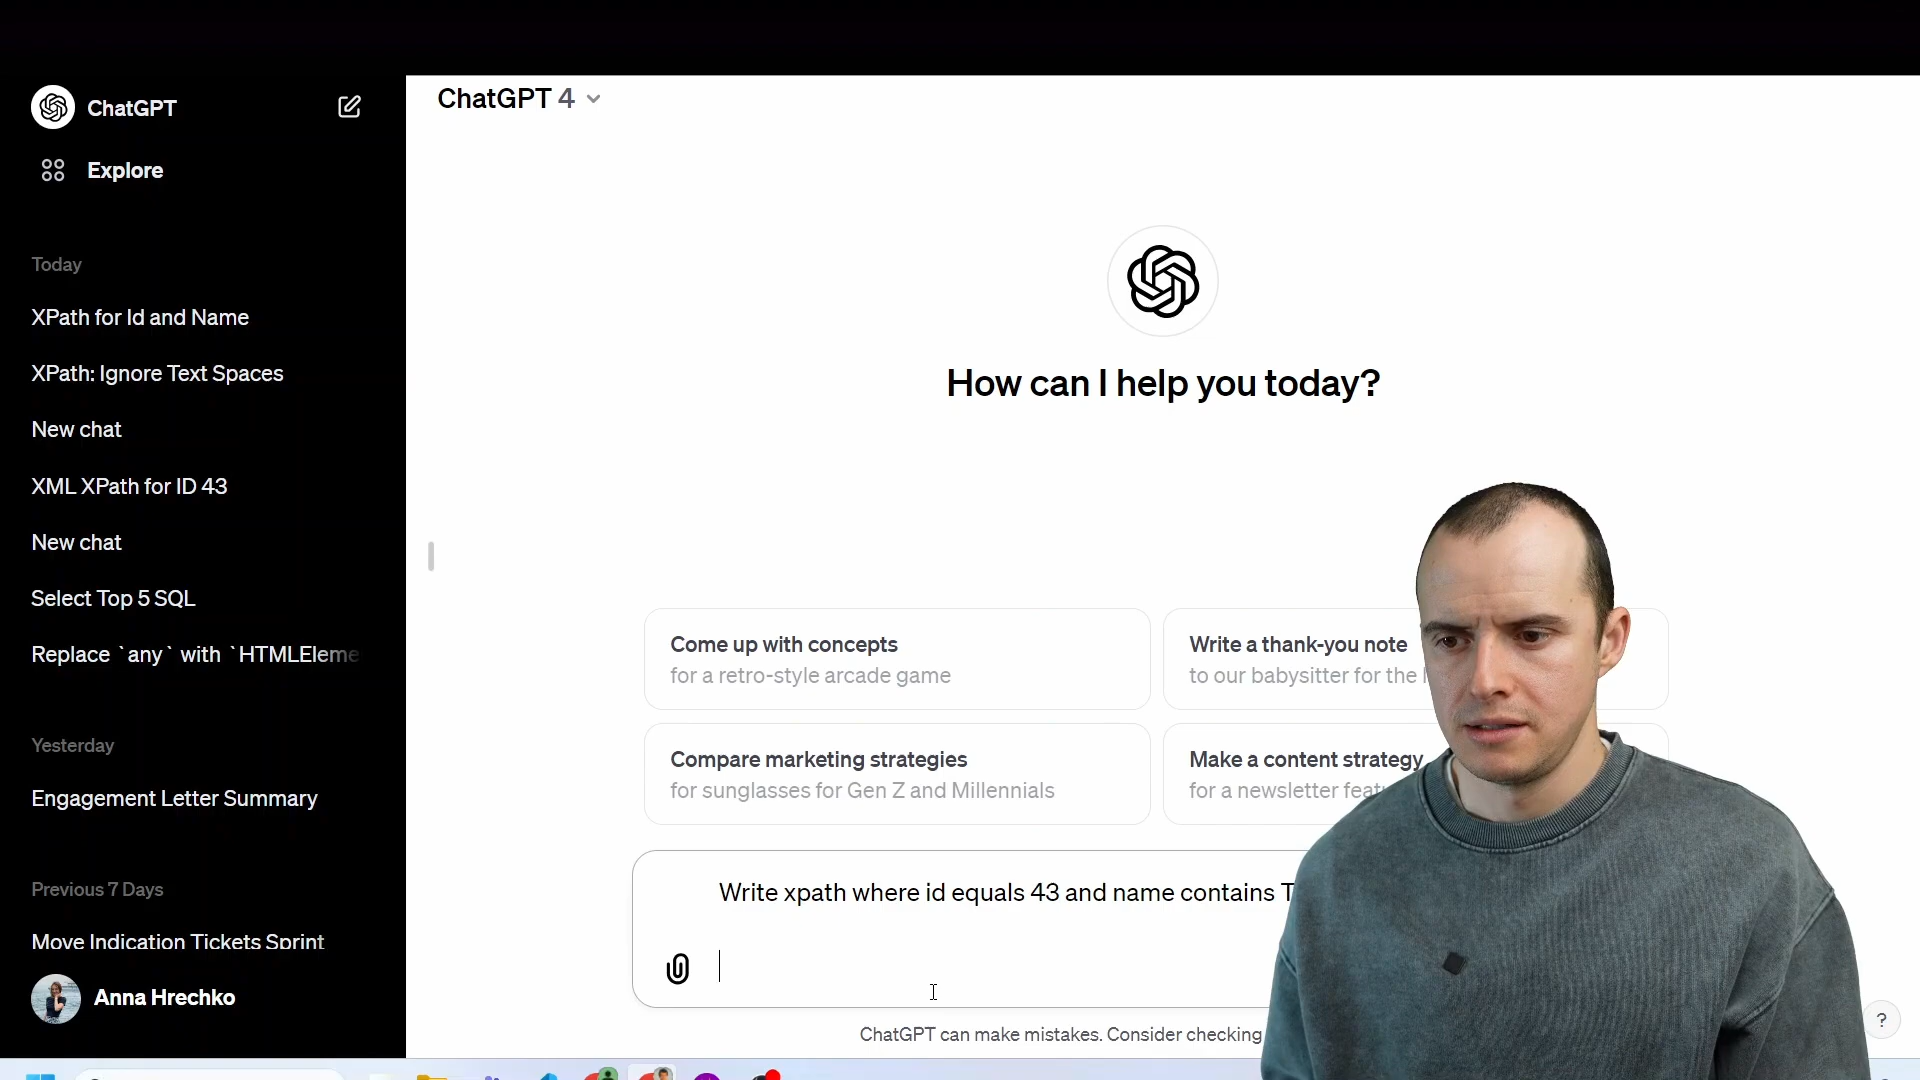 ChatGPT
Explore
Today
XPath for Id and Name
XPath: Ignore Text Spaces
New chat
XML XPath for ID 43
New chat
Select Top 5 SQL
Replace `any` with `HTMLEleme
Yesterday
Engagement Letter Summary
Previous 7 Days
Move Indication Tickets Sprint
Anna Hrechko
ChatGPT 4
How can I help you today?
Come up with concepts
for a retro-style arcade game
Write a thank-you note
to our babysitter for the
Compare marketing strategies
for sunglasses for Gen Z and Millennials
Make a content strategy
for a newsletter
Write xpath where id equals 43 and name contains
ChatGPT can make mistakes. Consider checking
?